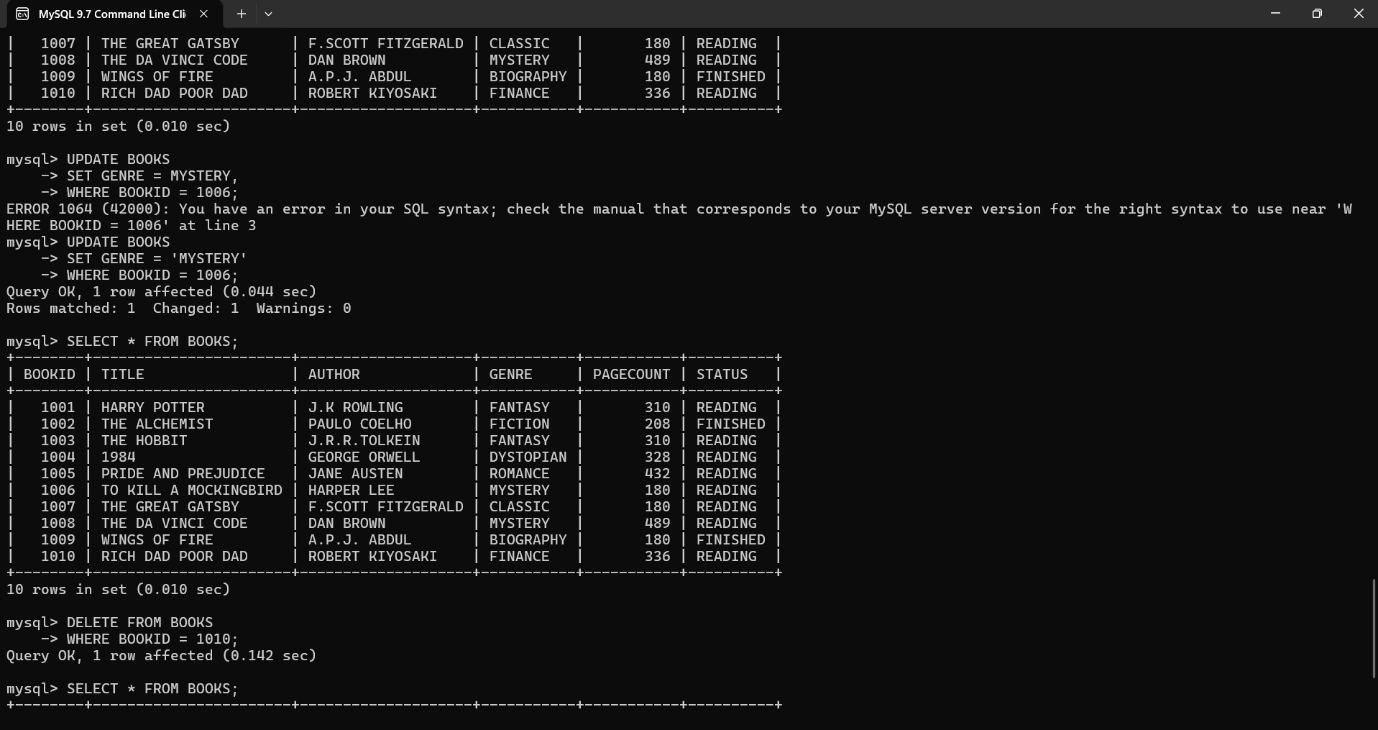 MySQL 9.7 Command Line Cli
|   1007 | THE GREAT GATSBY      | F.SCOTT FITZGERALD | CLASSIC   |       180 | READING  |
|   1008 | THE DA VINCI CODE     | DAN BROWN          | MYSTERY   |       489 | READING  |
|   1009 | WINGS OF FIRE         | A.P.J. ABDUL       | BIOGRAPHY |       180 | FINISHED |
|   1010 | RICH DAD POOR DAD     | ROBERT KIYOSAKI    | FINANCE   |       336 | READING  |
+--------+-----------------------+--------------------+-----------+-----------+----------+
10 rows in set (0.010 sec)
mysql> UPDATE BOOKS
    -> SET GENRE = MYSTERY,
    -> WHERE BOOKID = 1006;
ERROR 1064 (42000): You have an error in your SQL syntax; check the manual that corresponds to your MySQL server version for the right syntax to use near 'W
HERE BOOKID = 1006' at line 3
mysql> UPDATE BOOKS
    -> SET GENRE = 'MYSTERY'
    -> WHERE BOOKID = 1006;
Query OK, 1 row affected (0.044 sec)
Rows matched: 1  Changed: 1  Warnings: 0
mysql> SELECT * FROM BOOKS;
+--------+-----------------------+--------------------+-----------+-----------+----------+
| BOOKID | TITLE                 | AUTHOR             | GENRE     | PAGECOUNT | STATUS   |
+--------+-----------------------+--------------------+-----------+-----------+----------+
|   1001 | HARRY POTTER          | J.K ROWLING        | FANTASY   |       310 | READING  |
|   1002 | THE ALCHEMIST         | PAULO COELHO       | FICTION   |       208 | FINISHED |
|   1003 | THE HOBBIT            | J.R.R.TOLKEIN      | FANTASY   |       310 | READING  |
|   1004 | 1984                  | GEORGE ORWELL      | DYSTOPIAN |       328 | READING  |
|   1005 | PRIDE AND PREJUDICE   | JANE AUSTEN        | ROMANCE   |       432 | READING  |
|   1006 | TO KILL A MOCKINGBIRD | HARPER LEE         | MYSTERY   |       180 | READING  |
|   1007 | THE GREAT GATSBY      | F.SCOTT FITZGERALD | CLASSIC   |       180 | READING  |
|   1008 | THE DA VINCI CODE     | DAN BROWN          | MYSTERY   |       489 | READING  |
|   1009 | WINGS OF FIRE         | A.P.J. ABDUL       | BIOGRAPHY |       180 | FINISHED |
|   1010 | RICH DAD POOR DAD     | ROBERT KIYOSAKI    | FINANCE   |       336 | READING  |
+--------+-----------------------+--------------------+-----------+-----------+----------+
10 rows in set (0.010 sec)
mysql> DELETE FROM BOOKS
    -> WHERE BOOKID = 1010;
Query OK, 1 row affected (0.142 sec)
mysql> SELECT * FROM BOOKS;
+--------+-----------------------+--------------------+-----------+-----------+----------+